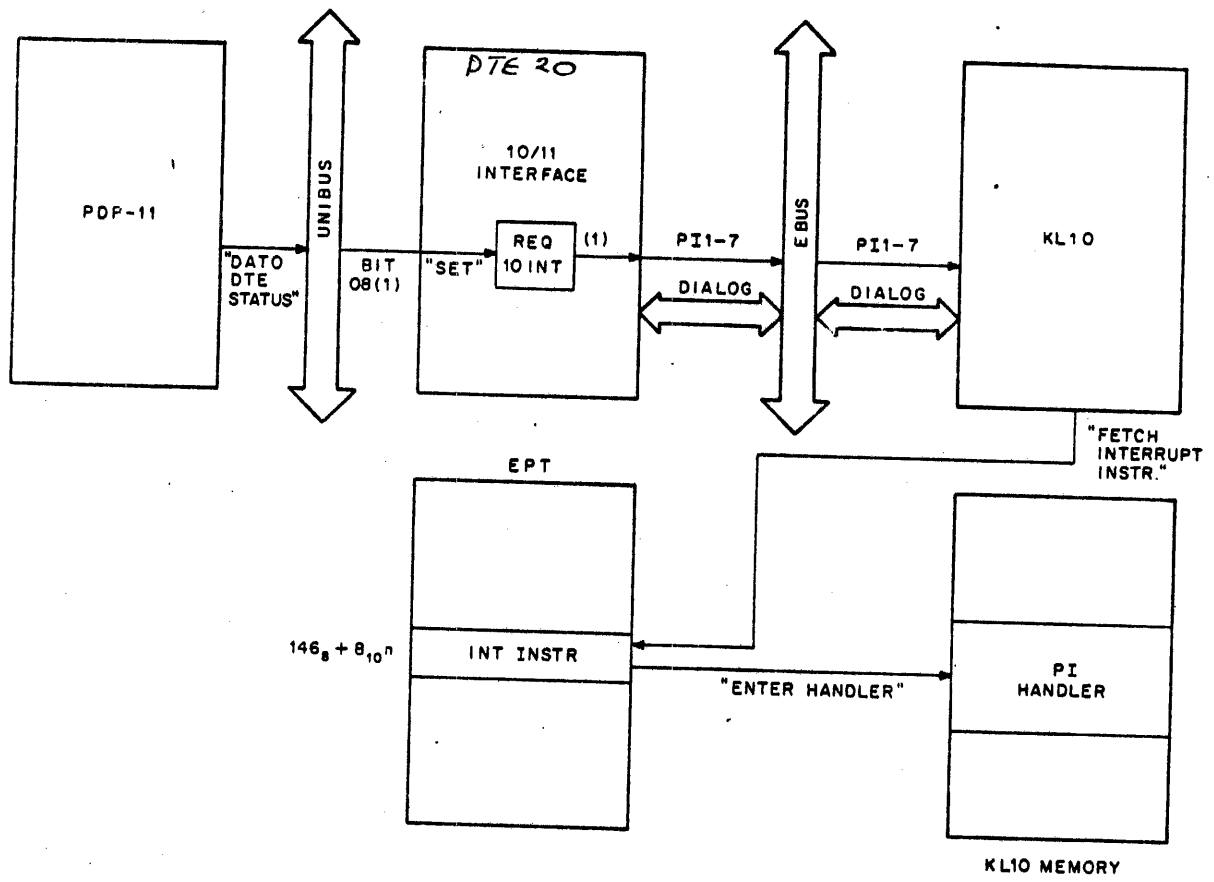 DTE 20
10/11
INTERFACE
PDP-11
UNIBUS
"DATO
DTE
STATUS"
BIT
08(1)
"SET"
REQ
10 INT
(1)
PI1-7
DIALOG
EBUS
PI1-7
DIALOG
KL10
"FETCH
INTERRUPT
INSTR."
EPT
146₈ + 8₁₀n
INT INSTR
"ENTER HANDLER"
PI
HANDLER
KL10 MEMORY